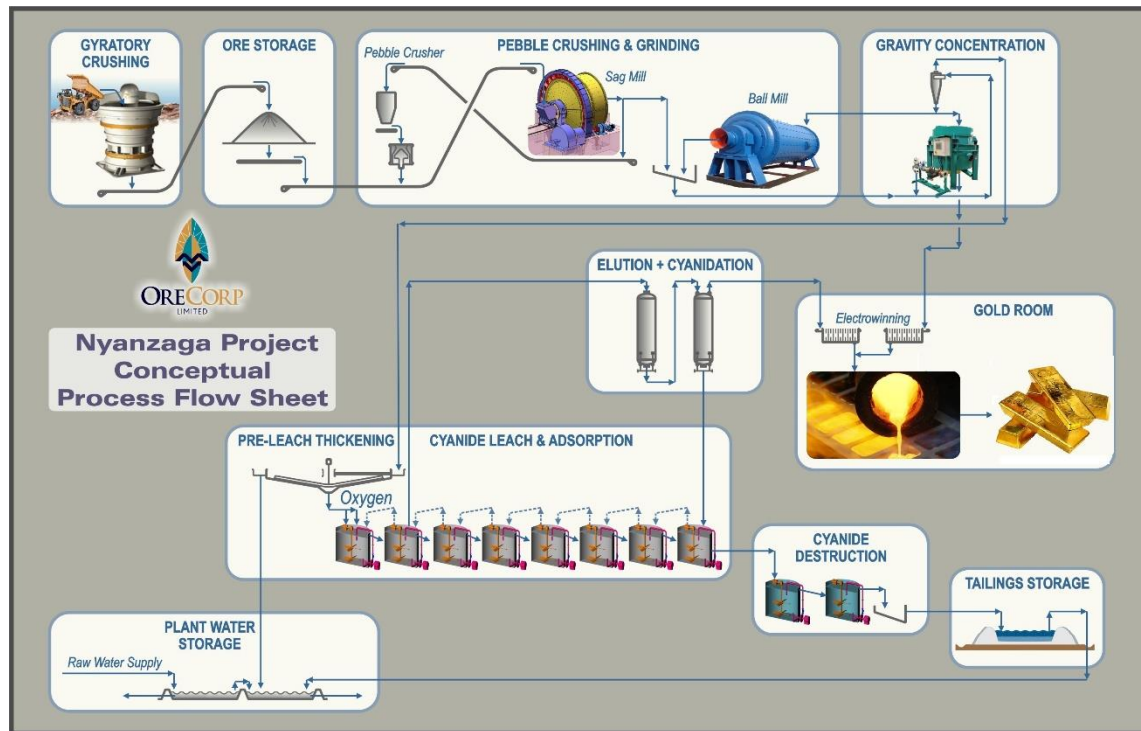 GYRATORY
CRUSHING
ORE STORAGE
PEBBLE CRUSHING & GRINDING
Pebble Crusher
Sag Mill
Ball Mill
GRAVITY CONCENTRATION
ORECORP
LIMITED
Nyanzaga Project
Conceptual
Process Flow Sheet
ELUTION + CYANIDATION
GOLD ROOM
Electrowinning
PRE-LEACH THICKENING
CYANIDE LEACH & ADSORPTION
Oxygen
CYANIDE
DESTRUCTION
TAILINGS STORAGE
PLANT WATER
STORAGE
Raw Water Supply